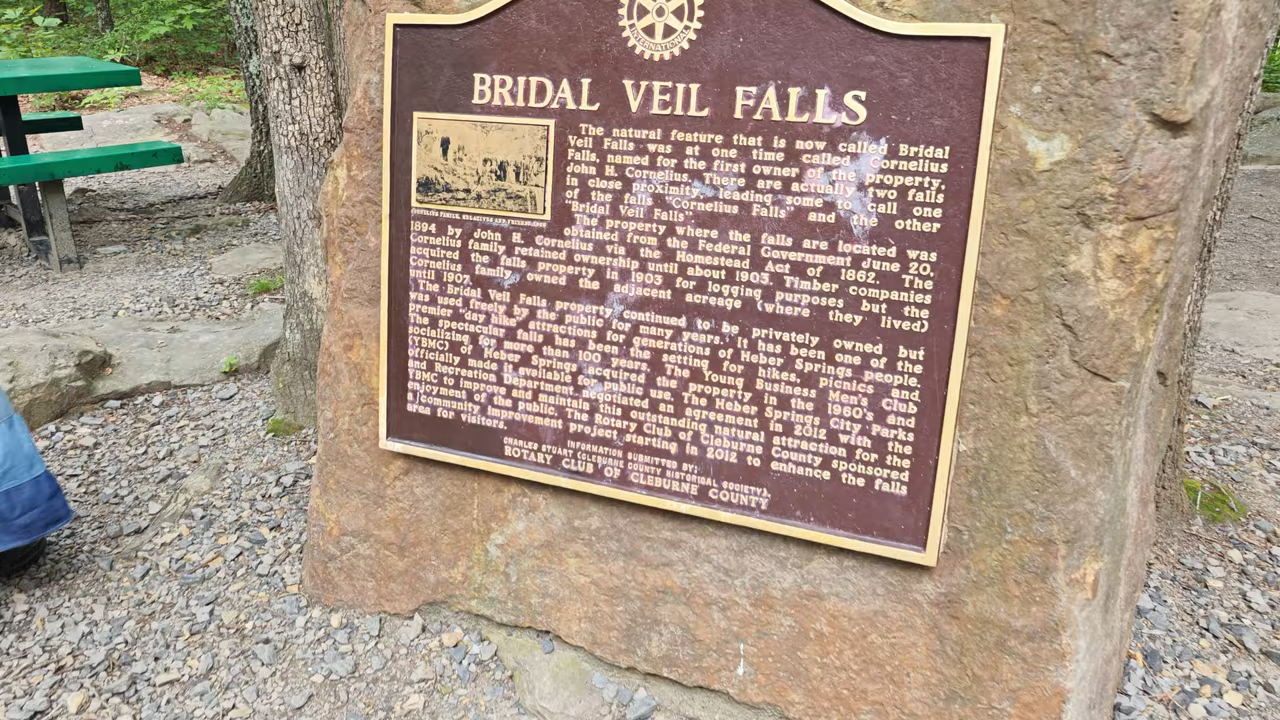 INTERNATIONAL
BRIDAL VEIL FALLS
The natural feature that is now called Bridal
Veil Falls was at one time called Cornelius
Falls, named for the first owner of the property,
John H. Cornelius. There are actually two falls
in close proximity, leading some to call one
of the falls "Cornelius Falls" and the other
"Bridal Veil Falls".
CORNELIUS FAMILY, RELATIVES AND FRIENDS
The property where the falls are located was
obtained from the Federal Government June 20,
1894 by John H. Cornelius via the Homestead Act of 1862. The
Cornelius family retained ownership until about 1903. Timber companies
acquired the falls property in 1903 for logging purposes but the
Cornelius family owned the adjacent acreage (where they lived)
until 1907.
The Bridal Veil Falls property continued to be privately owned but
was used freely by the public for many years. It has been one of the
premier "day hike" attractions for generations of Heber Springs people.
The spectacular falls has been the setting for hikes, picnics and
socializing for more than 100 years. The Young Business Men's Club
(YBMC) of Heber Springs acquired the property in the 1960's and
officially made it available for public use. The Heber Springs City Parks
and Recreation Department negotiated an agreement in 2012 with the
YBMC to improve and maintain this outstanding natural attraction for the
enjoyment of the public. The Rotary Club of Cleburne County sponsored
a community improvement project starting in 2012 to enhance the falls
area for visitors.
INFORMATION SUBMITTED BY:
CHARLES STUART (CLEBURNE COUNTY HISTORICAL SOCIETY),
ROTARY CLUB OF CLEBURNE COUNTY